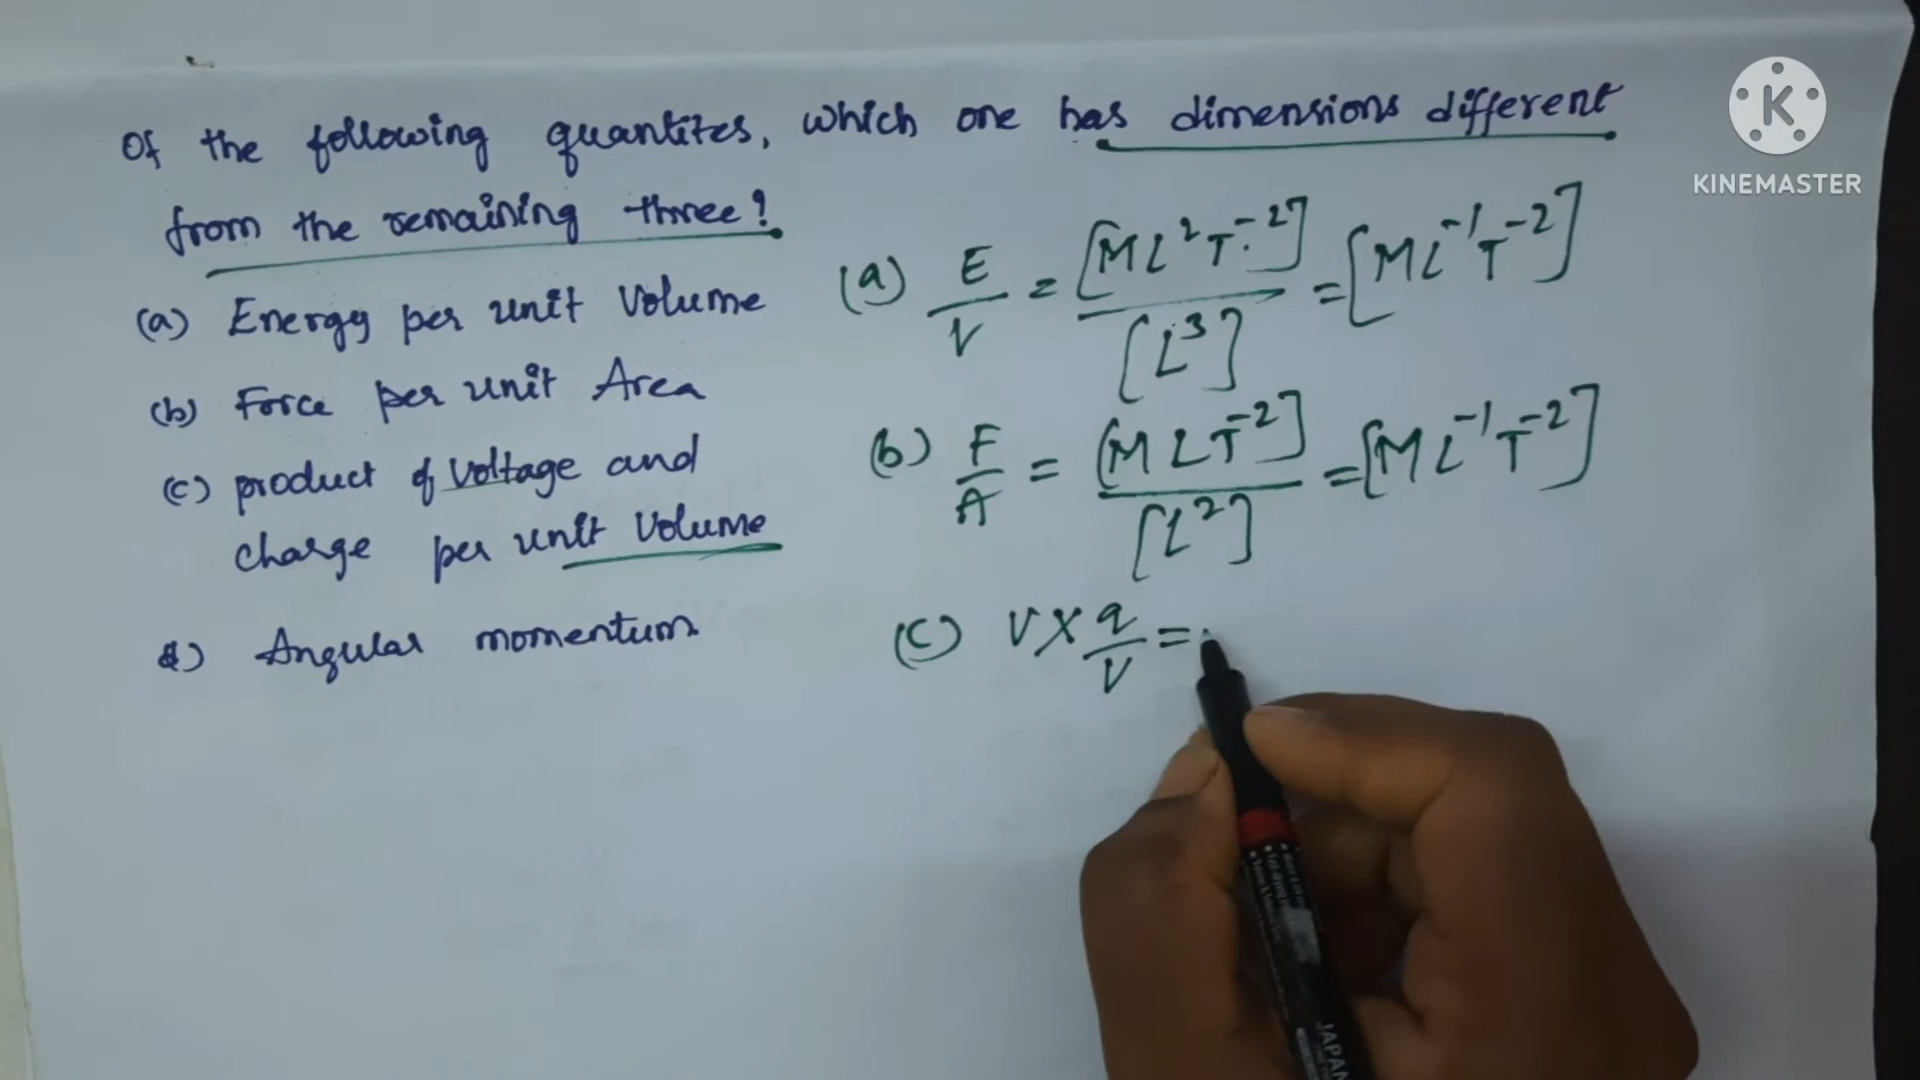 Of the following quantites, which one has dimensions different
from the remaining three?
(a) Energy per unit Volume
(b) Force per unit Area
(c) product of Voltage and
charge per unit Volume
d) Angular momentum
(a) E/V = [ML²T⁻²]/[L³] = [ML⁻¹T⁻²]
(b) F/A = [MLT⁻²]/[L²] = [ML⁻¹T⁻²]
(c) V X q/V =
K
KINEMASTER
JAPAN